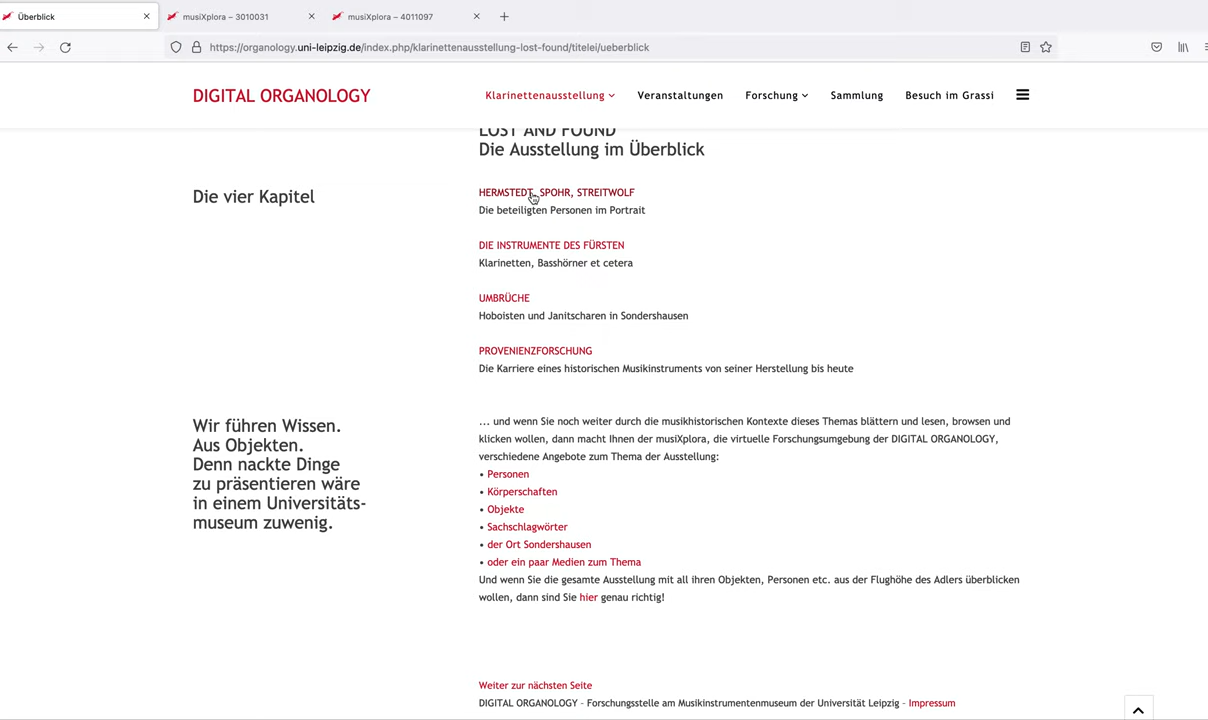 Überblick
musiXplora – 3010031
musiXplora – 4011097
https://organology.uni-leipzig.de/index.php/klarinettenausstellung-lost-found/titelei/ueberblick
DIGITAL ORGANOLOGY
Klarinettenausstellung
Veranstaltungen
Forschung
Sammlung
Besuch im Grassi
LOST AND FOUND
Die Ausstellung im Überblick
Die vier Kapitel
HERMSTEDT, SPOHR, STREITWOLF
Die beteiligten Personen im Portrait
DIE INSTRUMENTE DES FÜRSTEN
Klarinetten, Basshörner et cetera
UMBRÜCHE
Hoboisten und Janitscharen in Sondershausen
PROVENIENZFORSCHUNG
Die Karriere eines historischen Musikinstruments von seiner Herstellung bis heute
Wir führen Wissen.
Aus Objekten.
Denn nackte Dinge
zu präsentieren wäre
in einem Universitäts-
museum zuwenig.
... und wenn Sie noch weiter durch die musikhistorischen Kontexte dieses Themas blättern und lesen, browsen und
klicken wollen, dann macht Ihnen der musiXplora, die virtuelle Forschungsumgebung der DIGITAL ORGANOLOGY,
verschiedene Angebote zum Thema der Ausstellung:
• Personen
• Körperschaften
• Objekte
• Sachschlagwörter
• der Ort Sondershausen
• oder ein paar Medien zum Thema
Und wenn Sie die gesamte Ausstellung mit all ihren Objekten, Personen etc. aus der Flughöhe des Adlers überblicken
wollen, dann sind Sie hier genau richtig!
Weiter zur nächsten Seite
DIGITAL ORGANOLOGY - Forschungsstelle am Musikinstrumentenmuseum der Universität Leipzig - Impressum